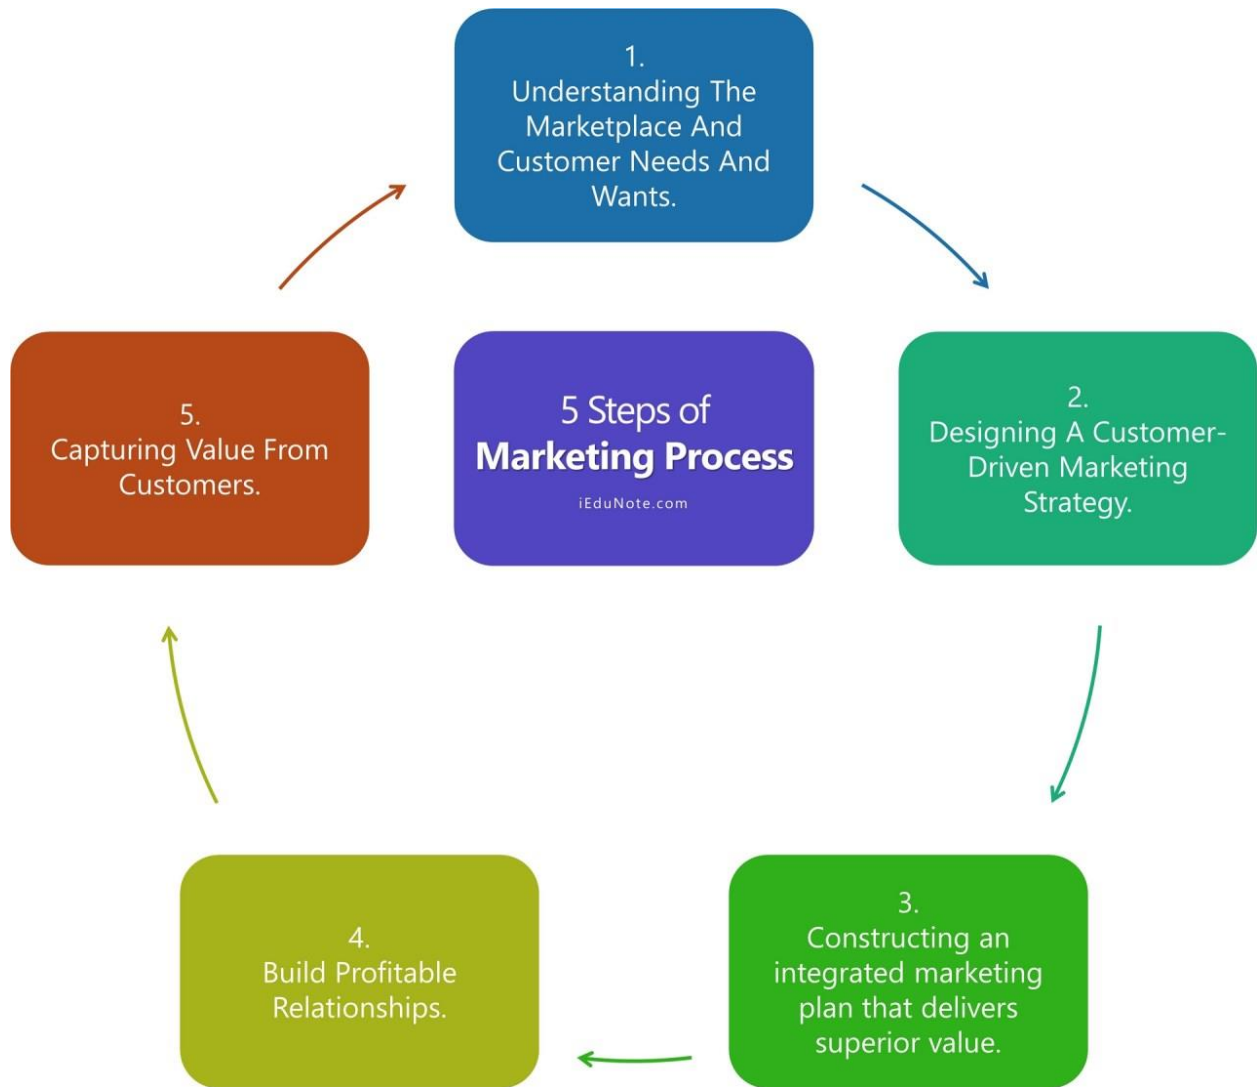 1.
Understanding The
Marketplace And
Customer Needs And
Wants.
5.
Capturing Value From
Customers.
5 Steps of
Marketing Process
iEduNote.com
2.
Designing A Customer-
Driven Marketing
Strategy.
4.
Build Profitable
Relationships.
3.
Constructing an
integrated marketing
plan that delivers
superior value.